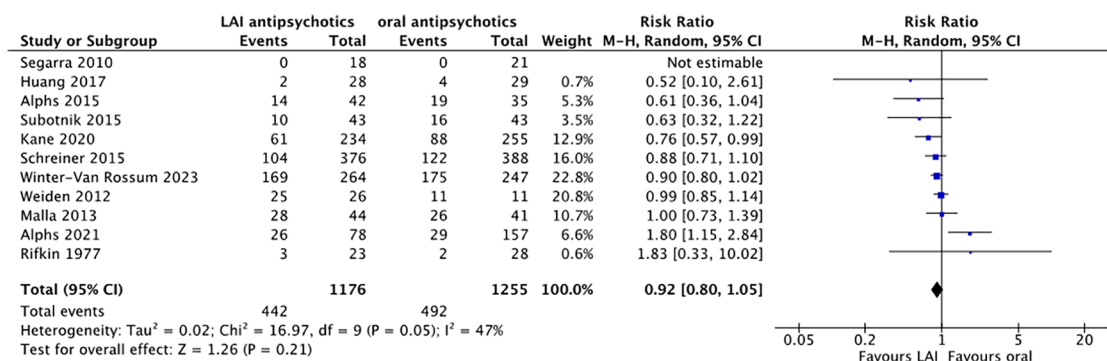 LAI antipsychotics oral antipsychotics Risk Ratio Risk Ratio
Study or Subgroup Events Total Events Total Weight M-H, Random, 95% CI M-H, Random, 95% CI
Segarra 2010 0 18 0 21 Not estimable
Huang 2017 2 28 4 29 0.7% 0.52 [0.10, 2.61]
Alphs 2015 14 42 19 35 5.3% 0.61 [0.36, 1.04]
Subotnik 2015 10 43 16 43 3.5% 0.63 [0.32, 1.22]
Kane 2020 61 234 88 255 12.9% 0.76 [0.57, 0.99]
Schreiner 2015 104 376 122 388 16.0% 0.88 [0.71, 1.10]
Winter-Van Rossum 2023 169 264 175 247 22.8% 0.90 [0.80, 1.02]
Weiden 2012 25 26 11 11 20.8% 0.99 [0.85, 1.14]
Malla 2013 28 44 26 41 10.7% 1.00 [0.73, 1.39]
Alphs 2021 26 78 29 157 6.6% 1.80 [1.15, 2.84]
Rifkin 1977 3 23 2 28 0.6% 1.83 [0.33, 10.02]
Total (95% CI) 1176 1255 100.0% 0.92 [0.80, 1.05]
Total events 442 492
Heterogeneity: Tau² = 0.02; Chi² = 16.97, df = 9 (P = 0.05); I² = 47%
Test for overall effect: Z = 1.26 (P = 0.21)
0.05 0.2 1 5 20
Favours LAI Favours oral